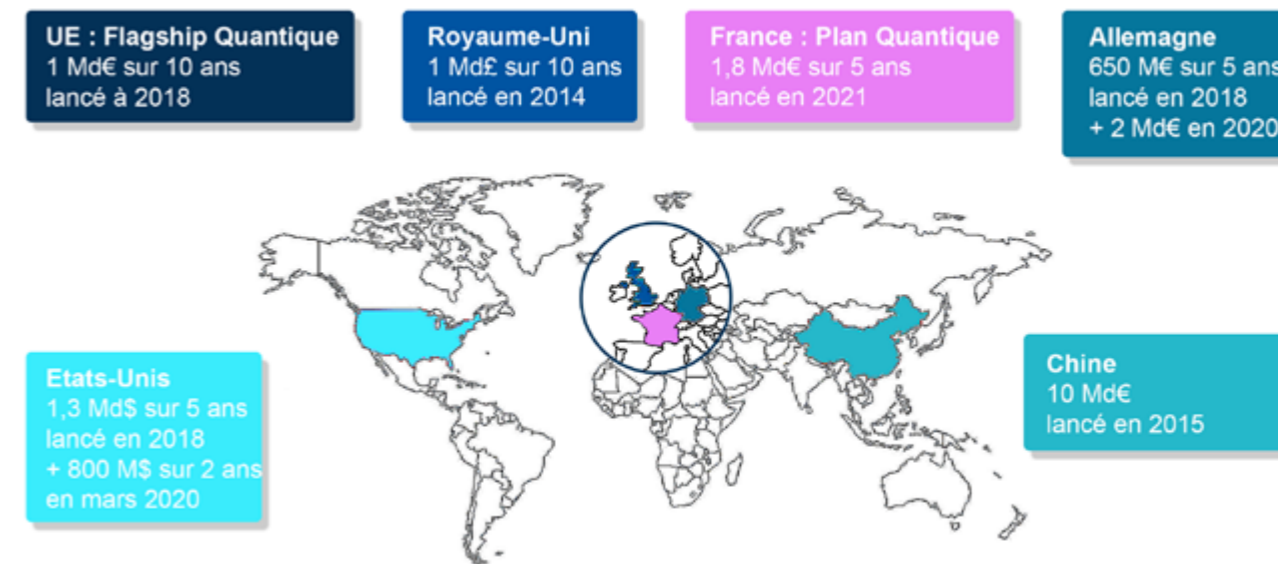 UE : Flagship Quantique
1 Md€ sur 10 ans
lancé à 2018
Royaume-Uni
1 Md£ sur 10 ans
lancé en 2014
France : Plan Quantique
1,8 Md€ sur 5 ans
lancé en 2021
Allemagne
650 M€ sur 5 ans
lancé en 2018
+ 2 Md€ en 2020
Etats-Unis
1,3 Md$ sur 5 ans
lancé en 2018
+ 800 M$ sur 2 ans
en mars 2020
Chine
10 Md€
lancé en 2015